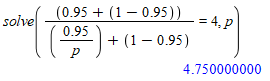 solve( (0.95 + (1 − 0.95)) / ((0.95 / p) + (1 − 0.95)) = 4, p )
4.750000000